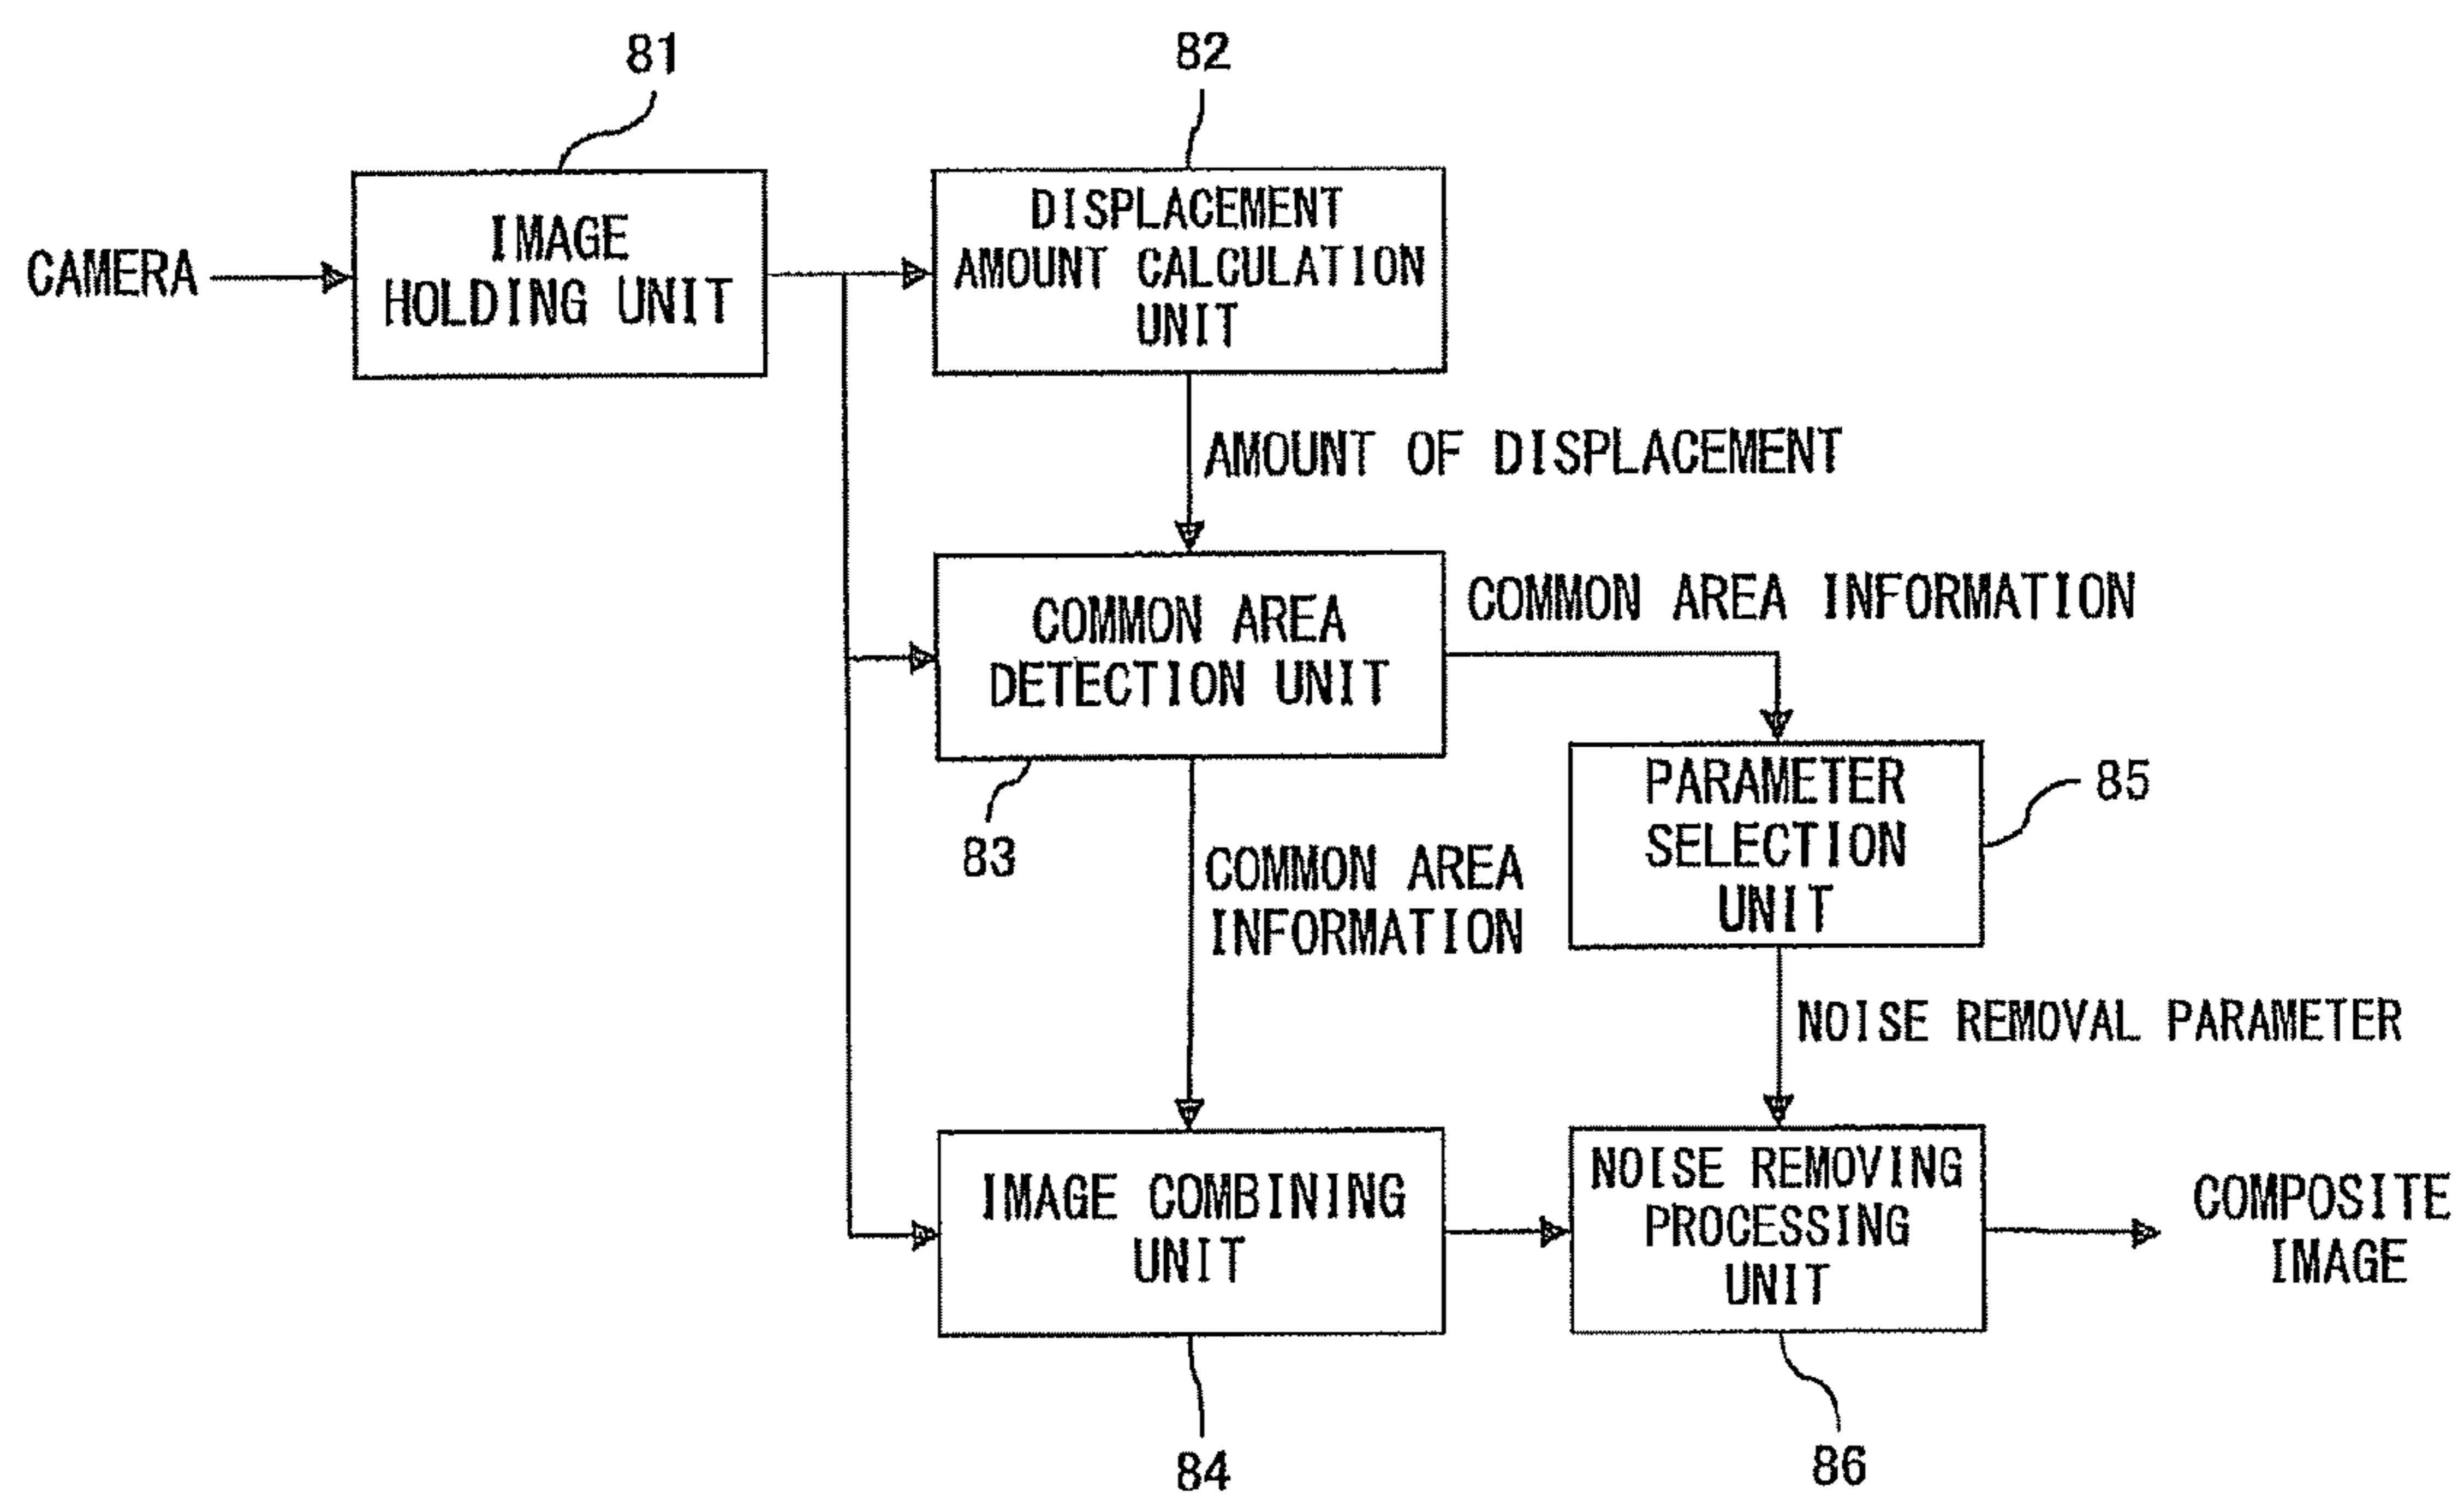 81
82
CAMERA
IMAGE
HOLDING UNIT
DISPLACEMENT
AMOUNT CALCULATION
UNIT
AMOUNT OF DISPLACEMENT
COMMON AREA
DETECTION UNIT
COMMON AREA INFORMATION
83
PARAMETER
SELECTION
UNIT
85
COMMON AREA
INFORMATION
NOISE REMOVAL PARAMETER
IMAGE COMBINING
UNIT
NOISE REMOVING
PROCESSING
UNIT
COMPOSITE
IMAGE
84
86